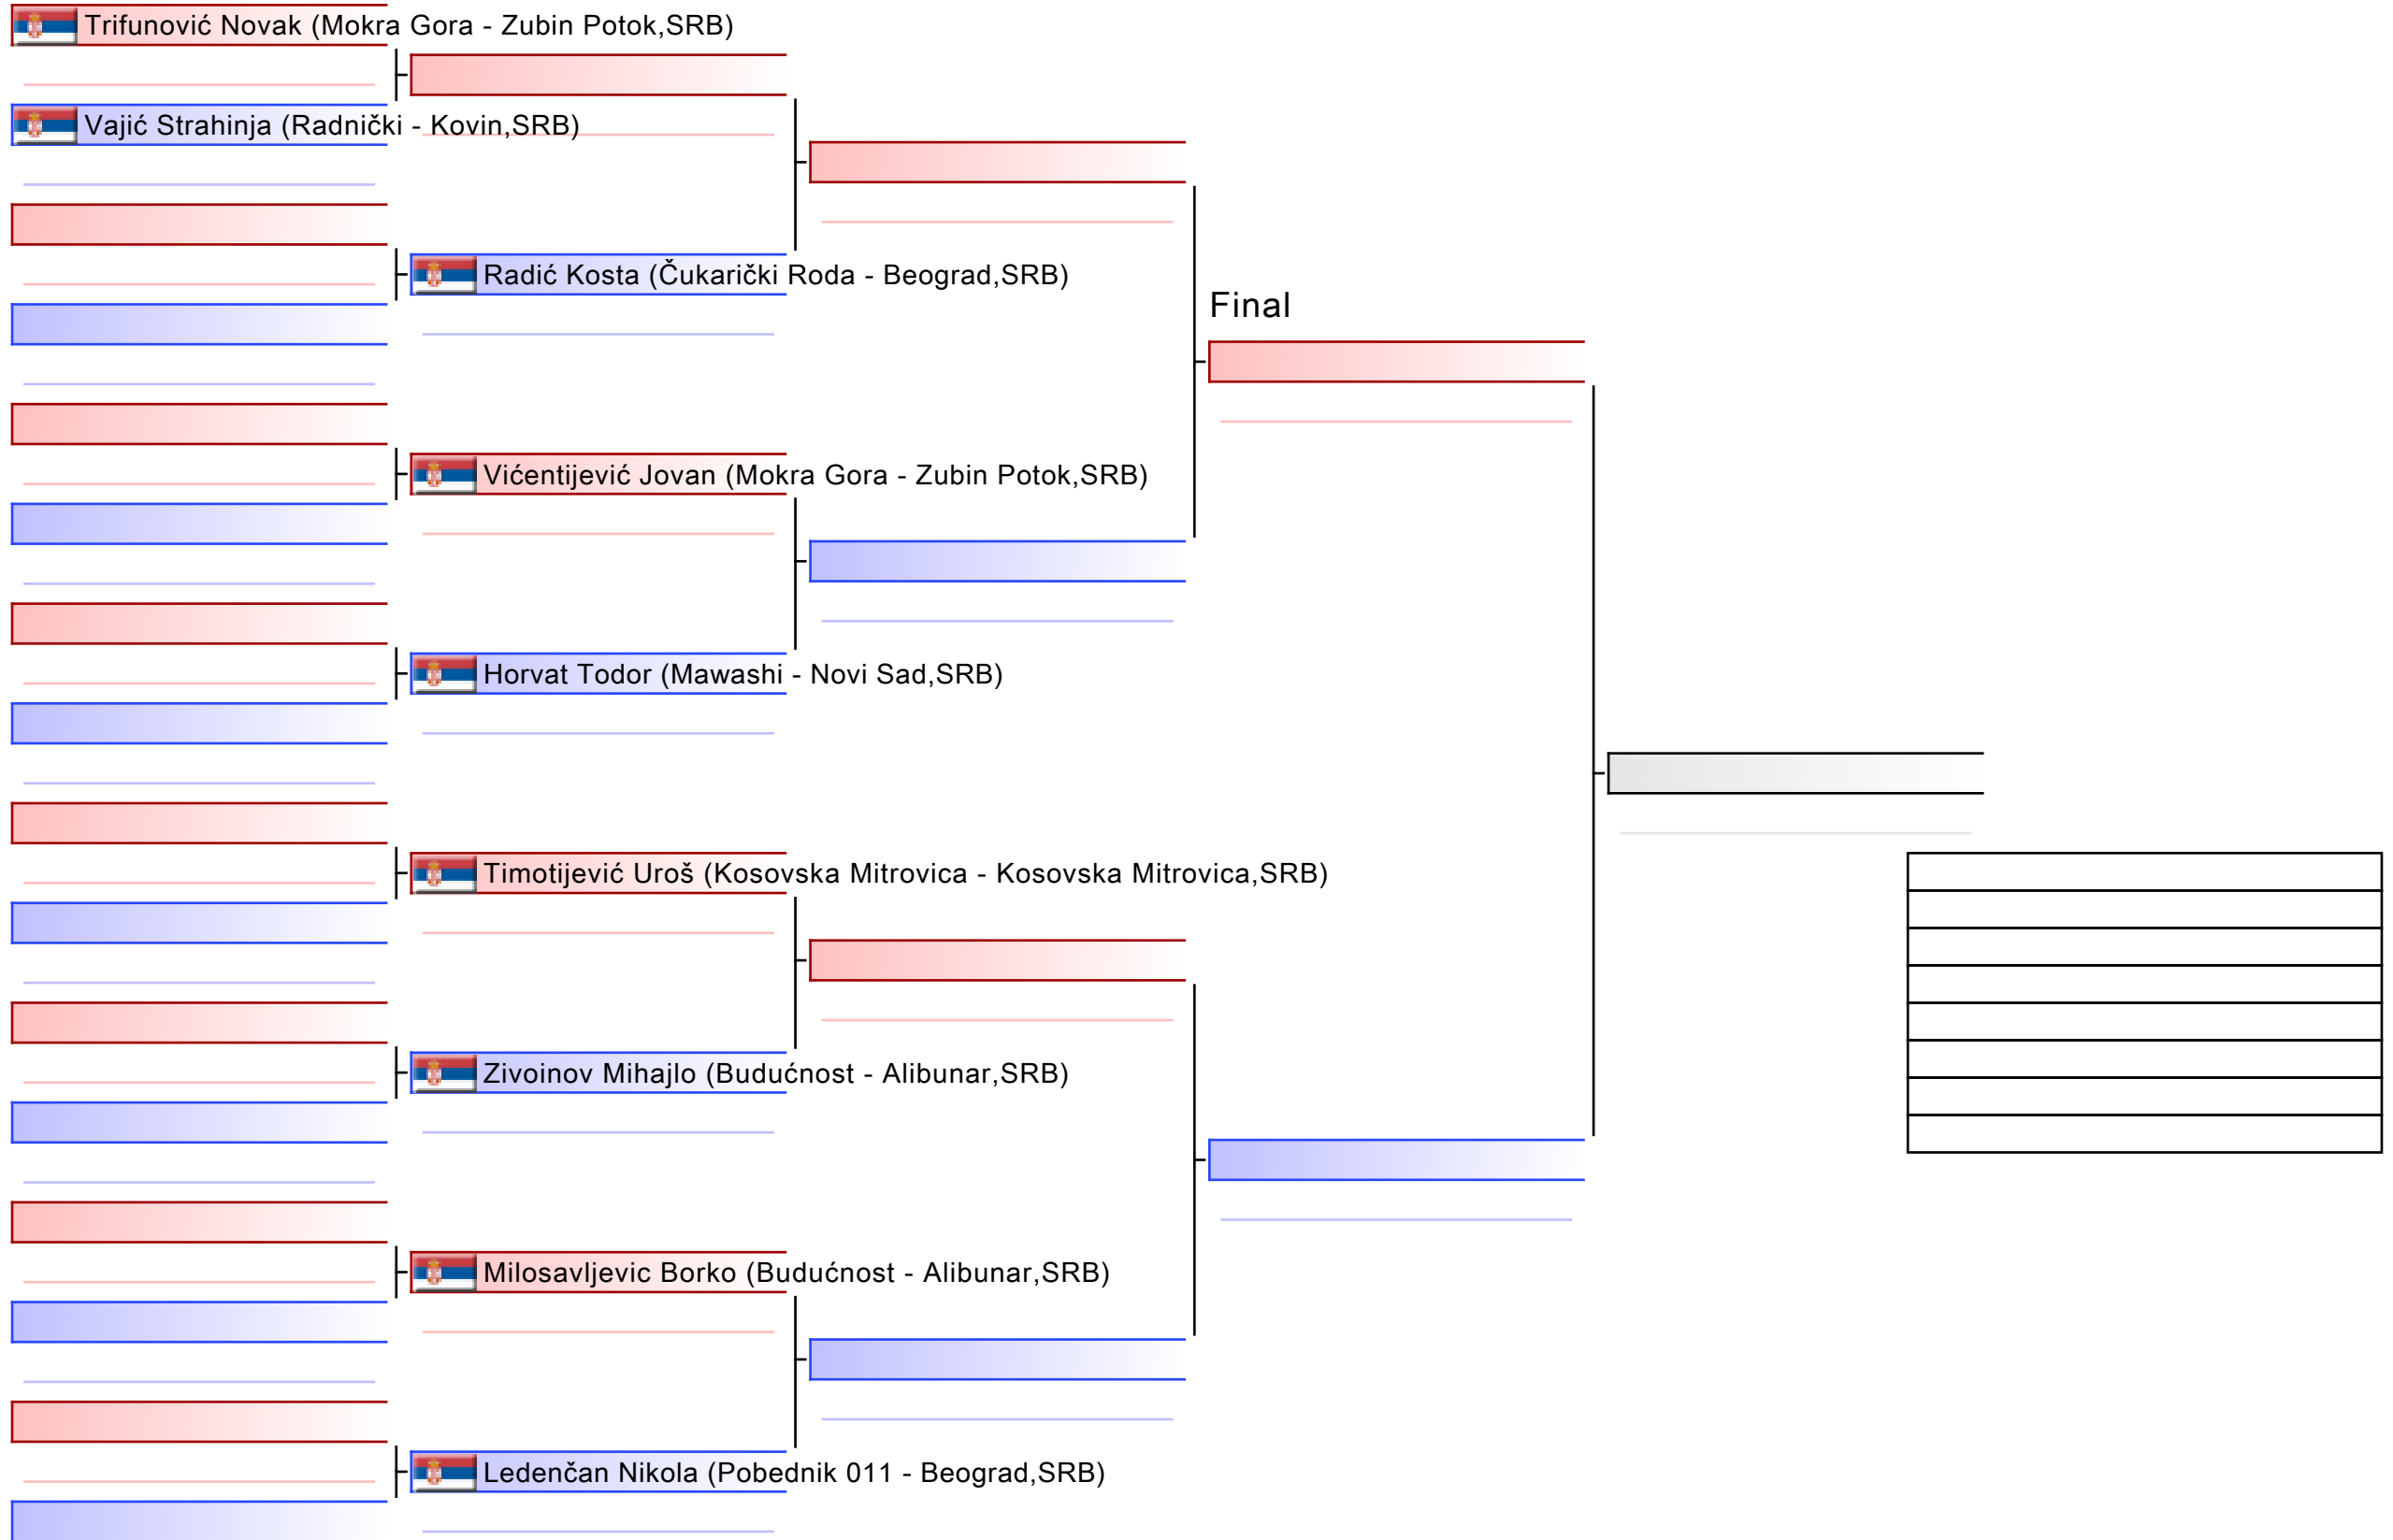 Trifunović Novak (Mokra Gora - Zubin Potok,SRB)
Vajić Strahinja (Radnički - Kovin,SRB)
Radić Kosta (Čukarički Roda - Beograd,SRB)
Final
Vićentijević Jovan (Mokra Gora - Zubin Potok,SRB)
Horvat Todor (Mawashi - Novi Sad,SRB)
Timotijević Uroš (Kosovska Mitrovica - Kosovska Mitrovica,SRB)
Zivoinov Mihajlo (Budućnost - Alibunar,SRB)
Milosavljevic Borko (Budućnost - Alibunar,SRB)
Ledenčan Nikola (Pobednik 011 - Beograd,SRB)